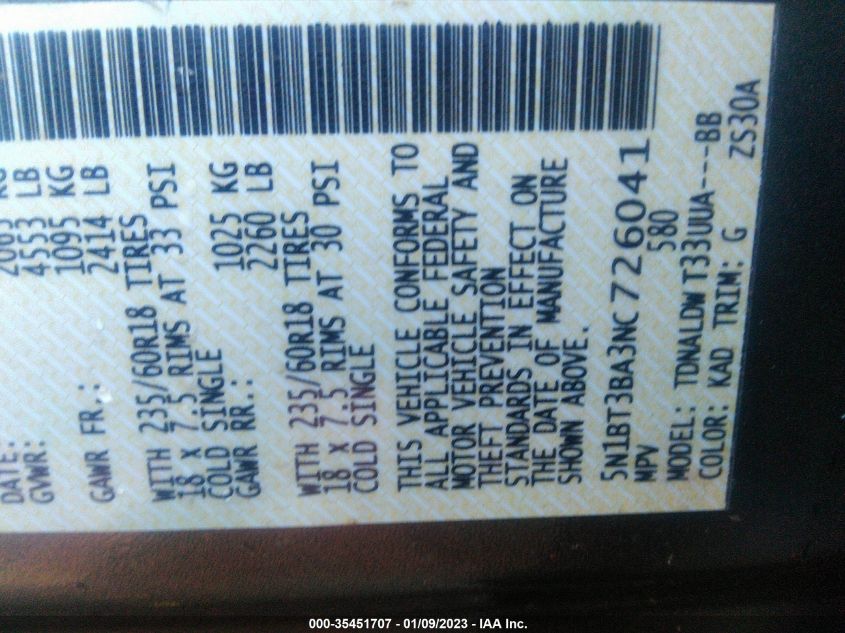 DATE:
GVWR: 4553 LB
1095 KG
GAWR FR.: 2414 LB
WITH 235/60R18 TIRES
18 X 7.5 RIMS AT 33 PSI
COLD SINGLE 1025 KG
GAWR RR.: 2260 LB
WITH 235/60R18 TIRES
18 X 7.5 RIMS AT 30 PSI
COLD SINGLE
THIS VEHICLE CONFORMS TO
ALL APPLICABLE FEDERAL
MOTOR VEHICLE SAFETY AND
THEFT PREVENTION
STANDARDS IN EFFECT ON
THE DATE OF MANUFACTURE
SHOWN ABOVE.
5N1BT3BA3NC726041
MPV 580
MODEL: TDNALDW T33UUA----BB
COLOR: KAD TRIM: G ZS30A
000-35451707 - 01/09/2023 - IAA Inc.